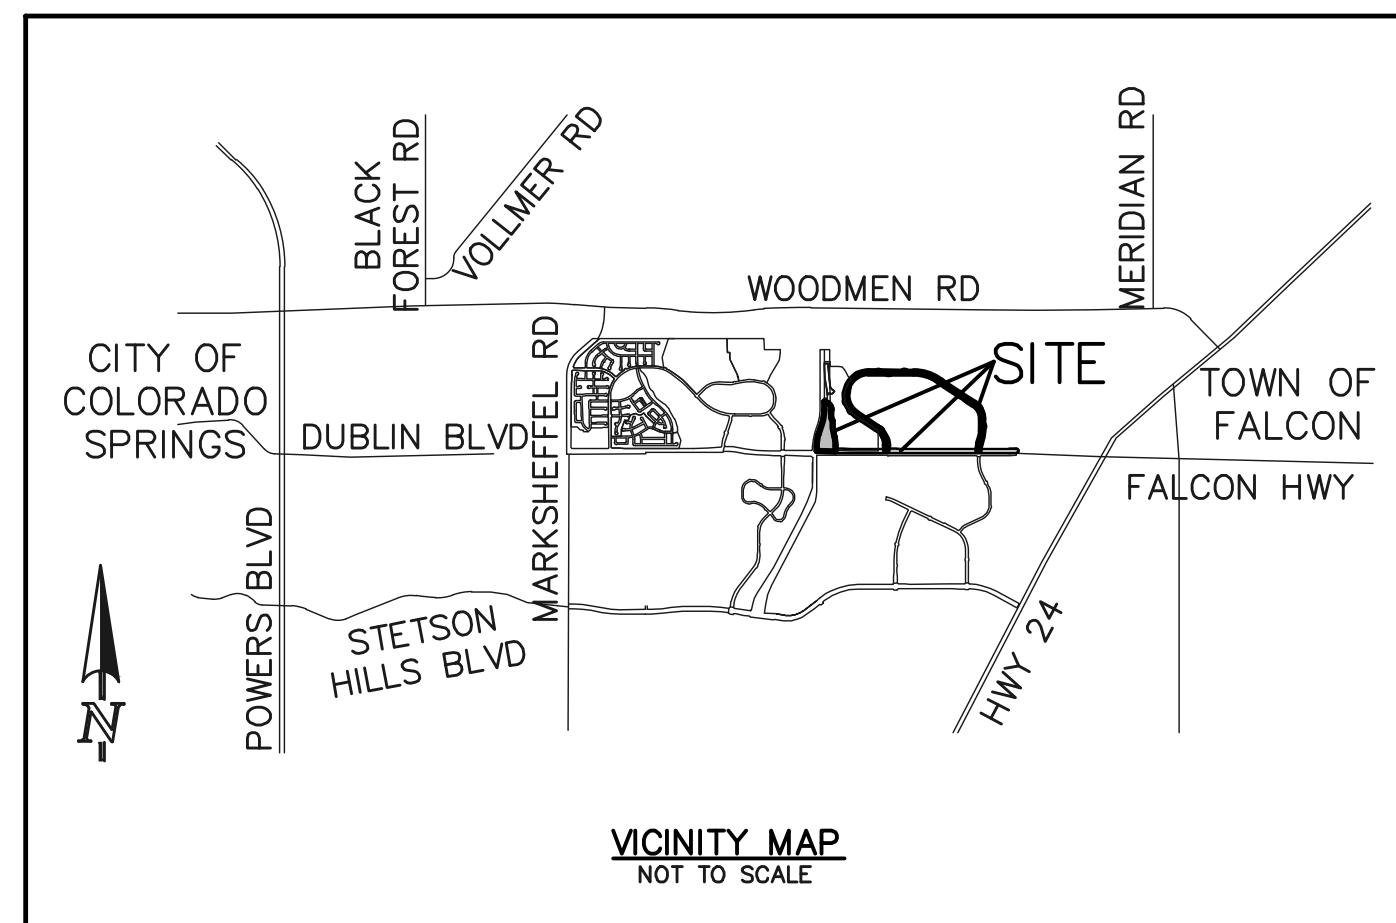 BLACK
FOREST RD
VOLLMER RD
MERIDIAN RD
WOODMEN RD
CITY OF
COLORADO
SPRINGS
MARKSHEFFEL RD
SITE
TOWN OF
FALCON
DUBLIN BLVD
FALCON HWY
POWERS BLVD
STETSON
HILLS BLVD
HWY 24
N
VICINITY MAP
NOT TO SCALE